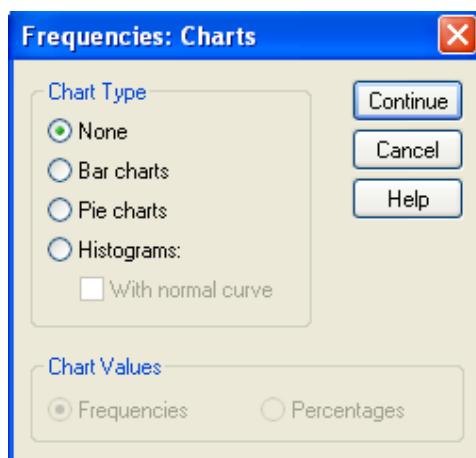 Frequencies: Charts
Chart Type
None
Bar charts
Pie charts
Histograms:
With normal curve
Continue
Cancel
Help
Chart Values
Frequencies
Percentages